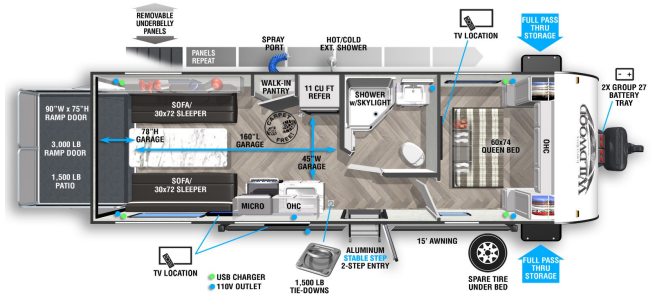 REMOVABLE
UNDERBELLY
PANELS
PANELS
REPEAT
SPRAY
PORT
HOT/COLD
EXT. SHOWER
TV LOCATION
FULL PASS
THRU
STORAGE
2X GROUP 27
BATTERY
TRAY
90"W x 75"H
RAMP DOOR
3,000 LB
RAMP DOOR
1,500 LB
PATIO
SOFA/
30x72 SLEEPER
78"H
GARAGE
160"L
GARAGE
SOFA/
30x72 SLEEPER
WALK-IN
PANTRY
CARPET
FREE!
11 CU FT
REFER
45"W
GARAGE
MICRO
OHC
SHOWER
w/SKYLIGHT
60x74
QUEEN BED
OHC
WILDWOOD
TV LOCATION
USB CHARGER
110V OUTLET
1,500 LB
TIE-DOWNS
ALUMINUM
STABLE STEP
2-STEP ENTRY
15' AWNING
SPARE TIRE
UNDER BED
FULL PASS
THRU
STORAGE